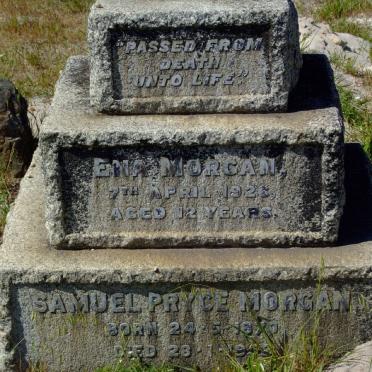 "PASSED FROM
DEATH
UNTO LIFE"
ENA MORGAN,
7TH APRIL 1926
AGED 12 YEARS.
SAMUEL PRYCE MORGAN
BORN 24-5-
DIED